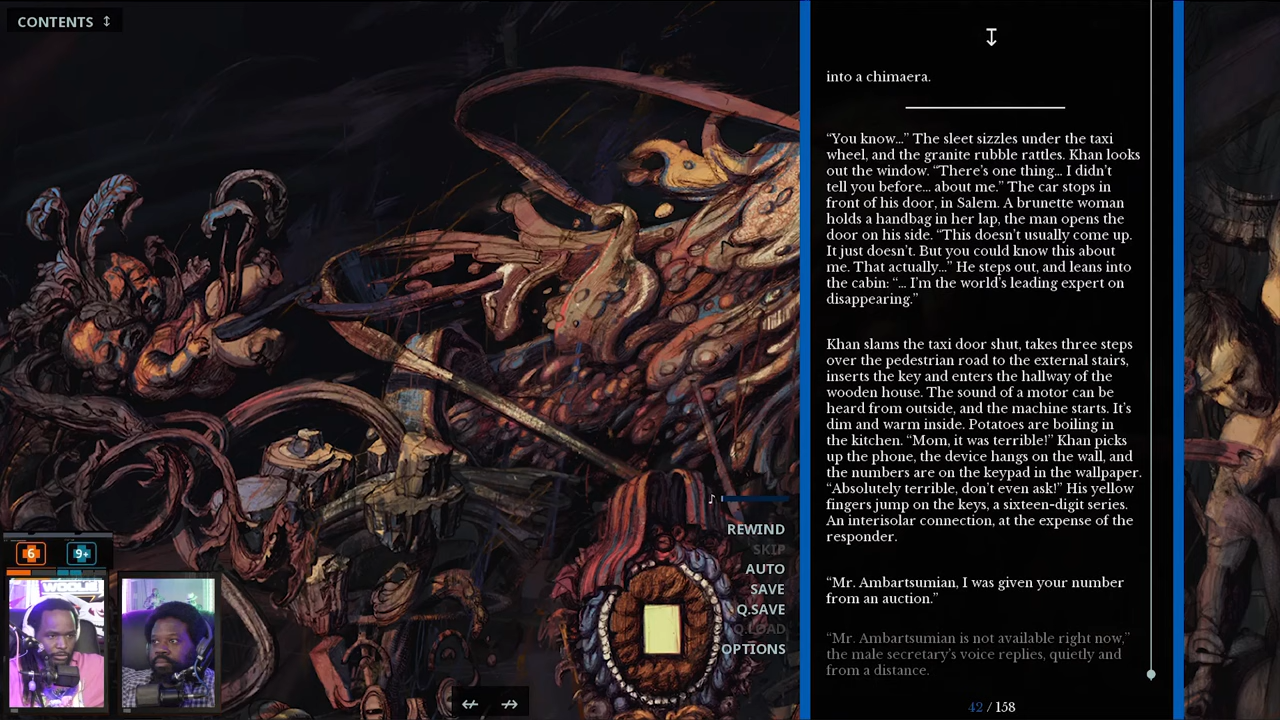 CONTENTS
into a chimaera.
“You know...” The sleet sizzles under the taxi
wheel, and the granite rubble rattles. Khan looks
out the window. “There’s one thing... I didn’t
tell you before... about me.” The car stops in
front of his door, in Salem. A brunette woman
holds a handbag in her lap, the man opens the
door on his side. “This doesn’t usually come up.
It just doesn’t. But you could know this about
me. That actually...” He steps out, and leans into
the cabin: “... I’m the world’s leading expert on
disappearing.”
Khan slams the taxi door shut, takes three steps
over the pedestrian road to the external stairs,
inserts the key and enters the hallway of the
wooden house. The sound of a motor can be
heard from outside, and the machine starts. It’s
dim and warm inside. Potatoes are boiling in
the kitchen. “Mom, it was terrible!” Khan picks
up the phone, the device hangs on the wall, and
the numbers are on the keypad in the wallpaper.
“Absolutely terrible, don’t even ask!” His yellow
fingers jump on the keys, a sixteen-digit series.
An interisolar connection, at the expense of the
responder.
“Mr. Ambartsumian, I was given your number
from an auction.”
“Mr. Ambartsumian is not available right now,”
the male secretary’s voice replies, quietly and
from a distance.
42 / 158
REWIND
SKIP
AUTO
SAVE
Q.SAVE
Q.LOAD
OPTIONS
6
9+